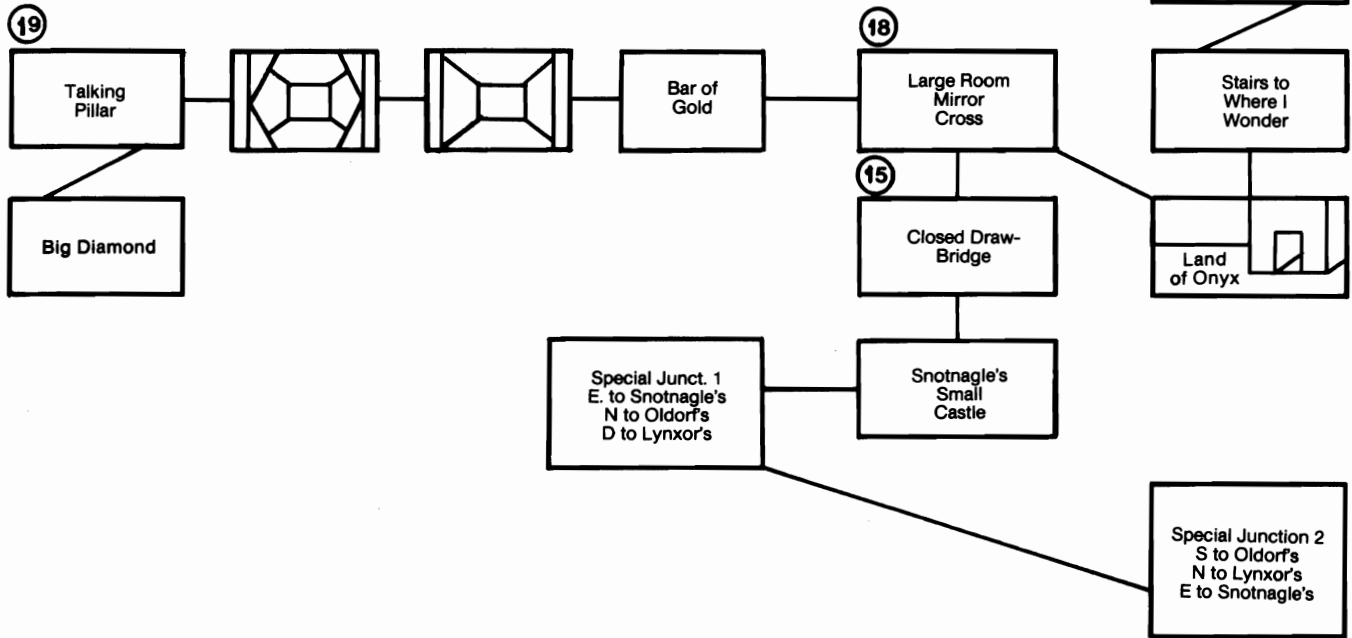 19
Talking
Pillar
Bar of
Gold
18
Large Room
Mirror
Cross
Stairs to
Where I
Wonder
Big Diamond
15
Closed Draw-
Bridge
Land
of Onyx
Special Junct. 1
E. to Snotnagle's
N to Oldorf's
D to Lynxor's
Snotnagle's
Small
Castle
Special Junction 2
S to Oldorf's
N to Lynxor's
E to Snotnagle's